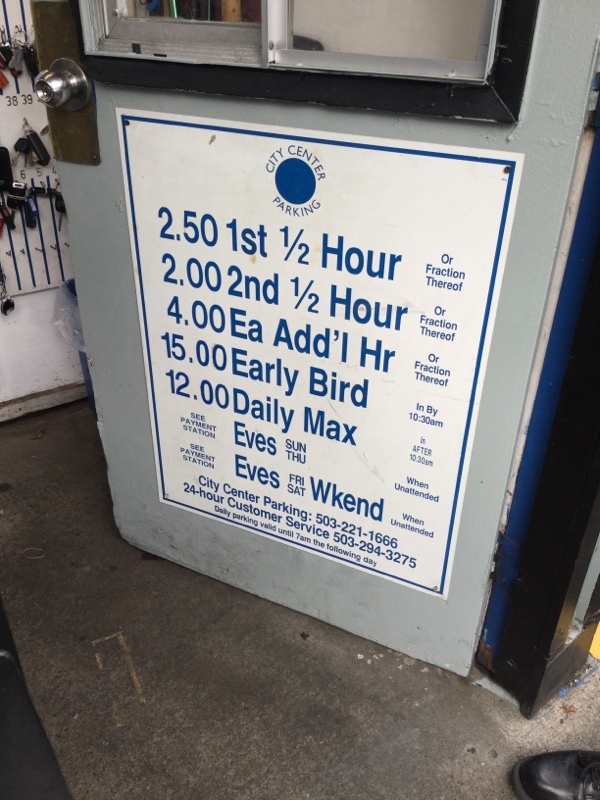 38 39
CITY CENTER
PARKING
2.50 1st ½ Hour Or Fraction Thereof
2.00 2nd ½ Hour Or Fraction Thereof
4.00 Ea Add'l Hr Or Fraction Thereof
15.00 Early Bird In By 10:30am
12.00 Daily Max In AFTER 10:30am
SEE PAYMENT STATION Eves SUN THU When Unattended
SEE PAYMENT STATION Eves FRI SAT Wkend When Unattended
City Center Parking: 503-221-1666
24-hour Customer Service 503-294-3275
Daily parking valid until 7am the following day